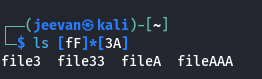 ┌──(jeevan㉿kali)-[~]
└─$ ls [fF]*[3A]
file3  file33  fileA  fileAAA